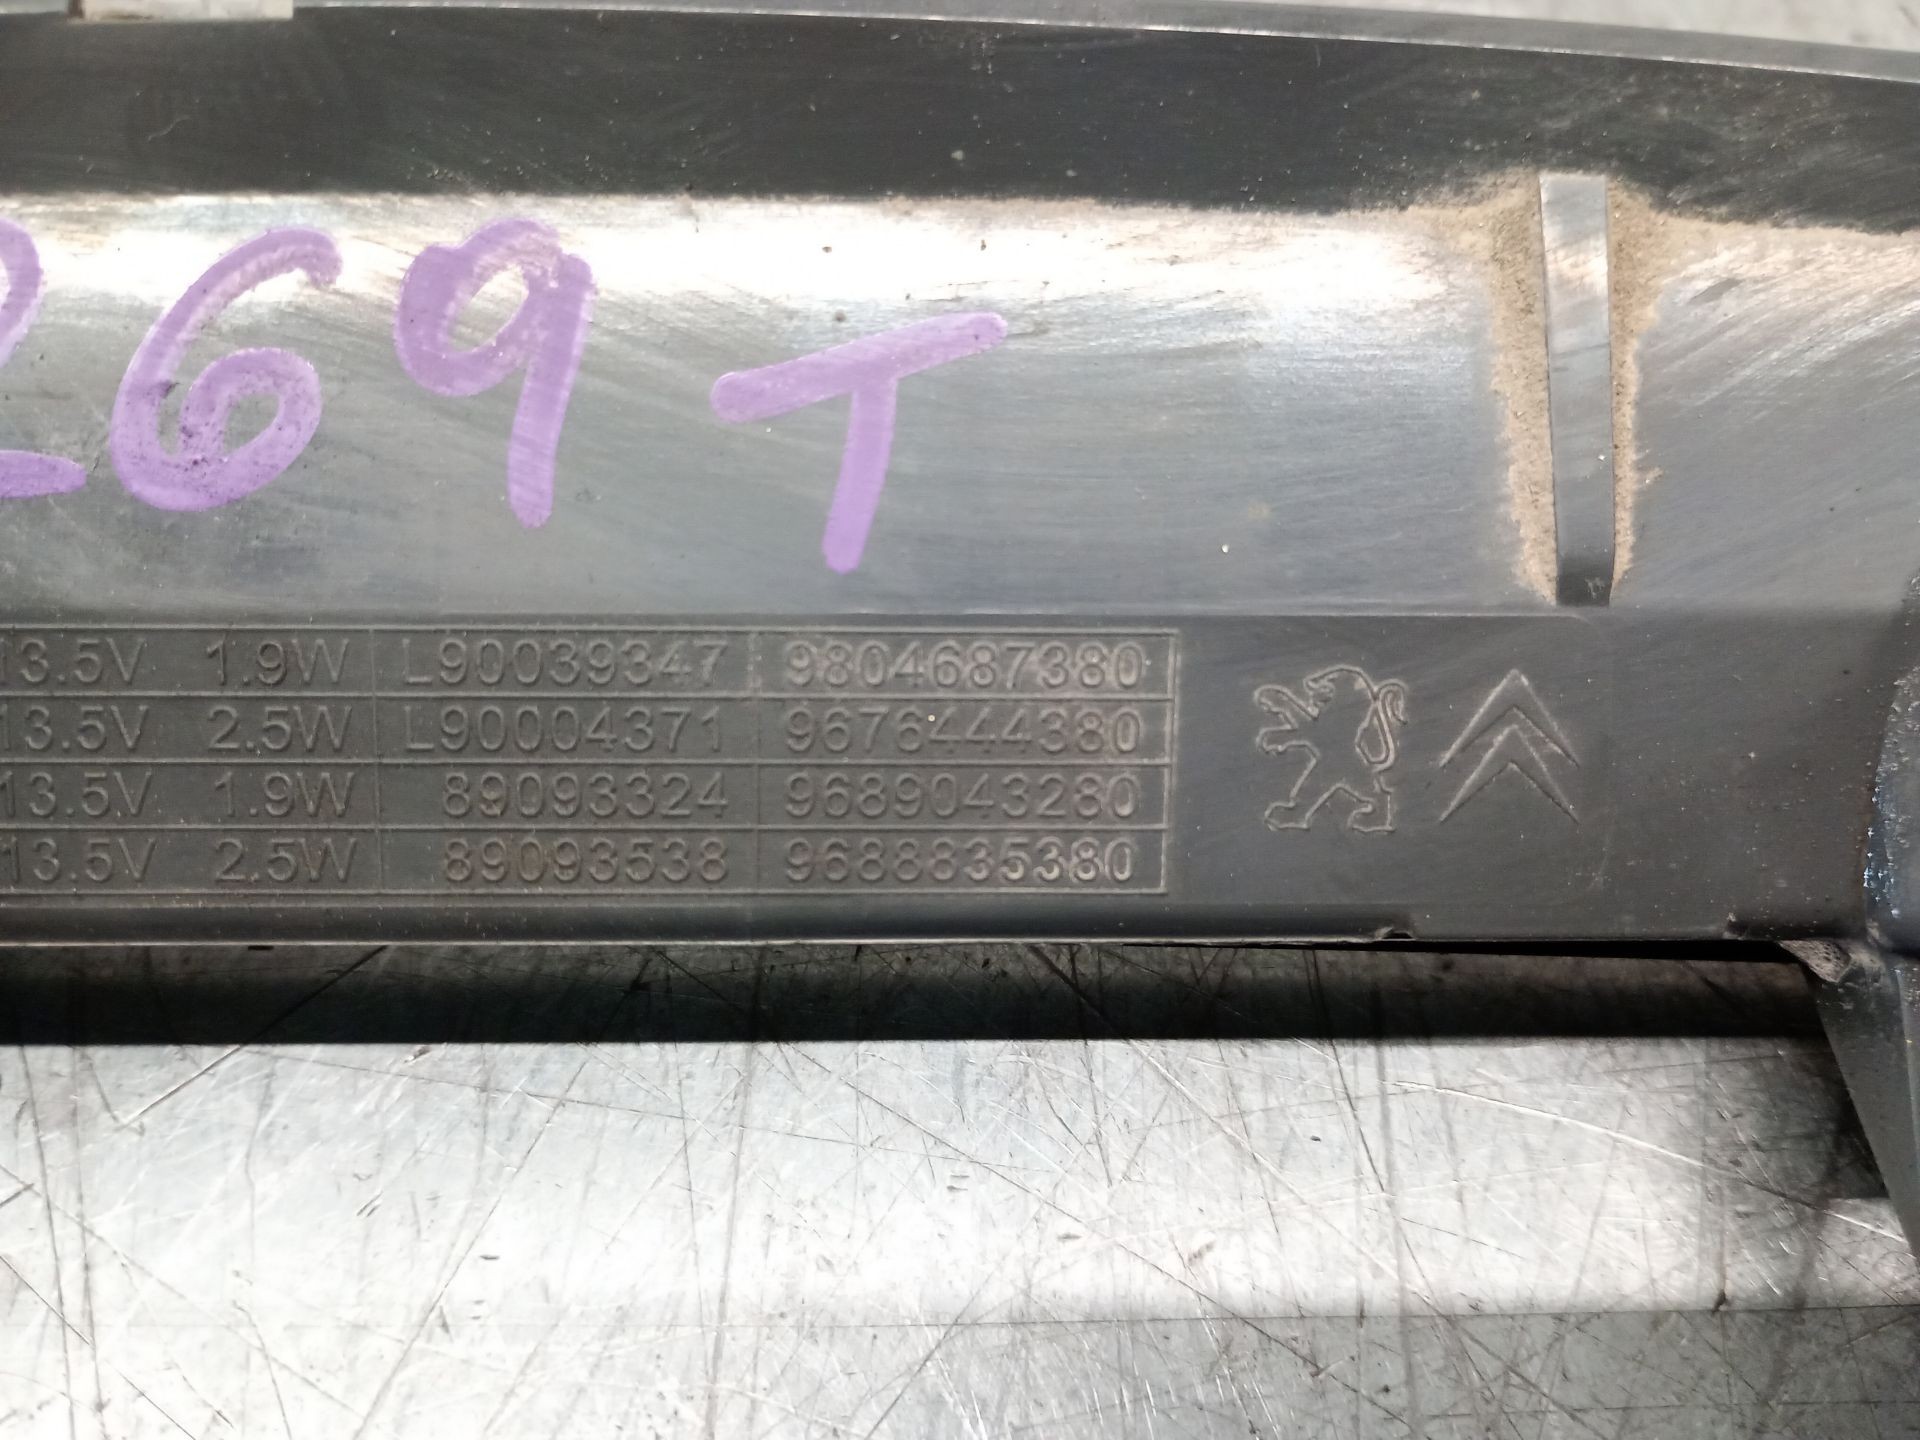 269 T
13.5V 1.9W L90039347 9804687380
13.5V 2.5W L90004371 9676444380
13.5V 1.9W 89093324 9689043280
13.5V 2.5W 89093538 9688835380